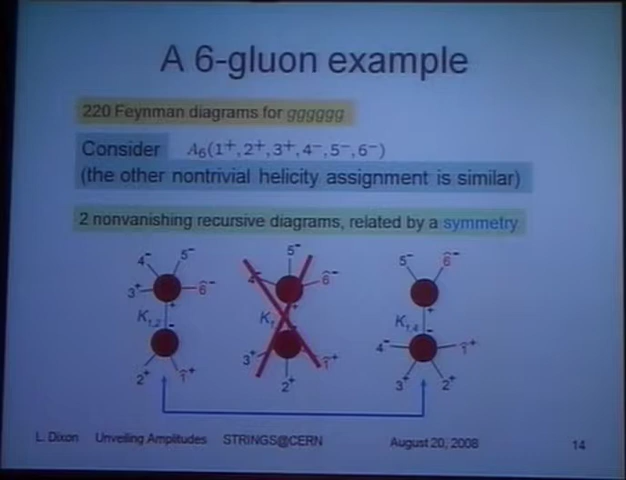 A 6-gluon example
220 Feynman diagrams for gggggg
Consider A₆(1⁺,2⁺,3⁺,4⁻,5⁻,6⁻)
(the other nontrivial helicity assignment is similar)
2 nonvanishing recursive diagrams, related by a symmetry
4⁻ 5⁻ 5⁻ 5⁻ 6̂⁻
3⁺ 6̂⁻ 4⁻ 6̂⁻
+ + +
K₁,₂ K₁, K₁,₄
- -
4⁻ 1̂⁺
2⁺ 1̂⁺ 3⁺ 2⁺ 1̂⁺ 3⁺ 2⁺
L. Dixon Unveiling Amplitudes STRINGS@CERN August 20, 2008 14